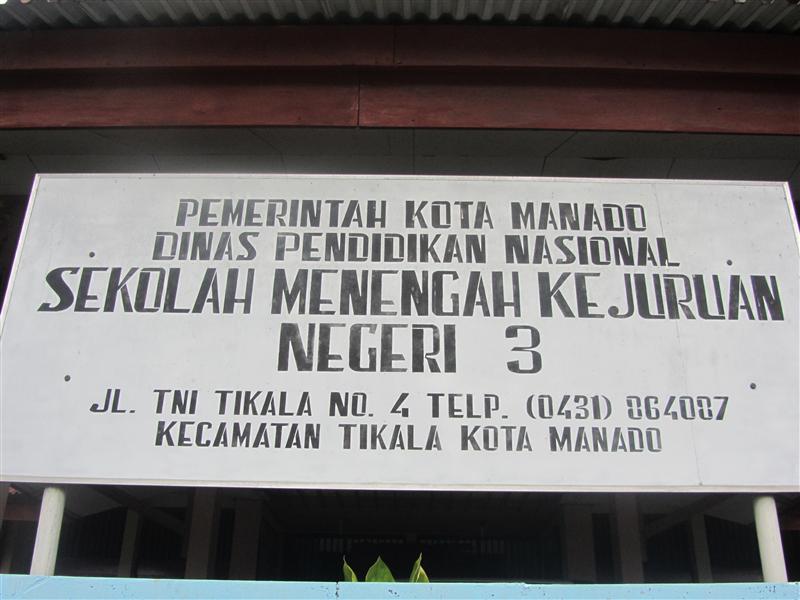 PEMERINTAH KOTA MANADO
DINAS PENDIDIKAN NASIONAL
SEKOLAH MENENGAH KEJURUAN
NEGERI 3
JL. TNI TIKALA NO. 4 TELP. (0431) 864087
KECAMATAN TIKALA KOTA MANADO